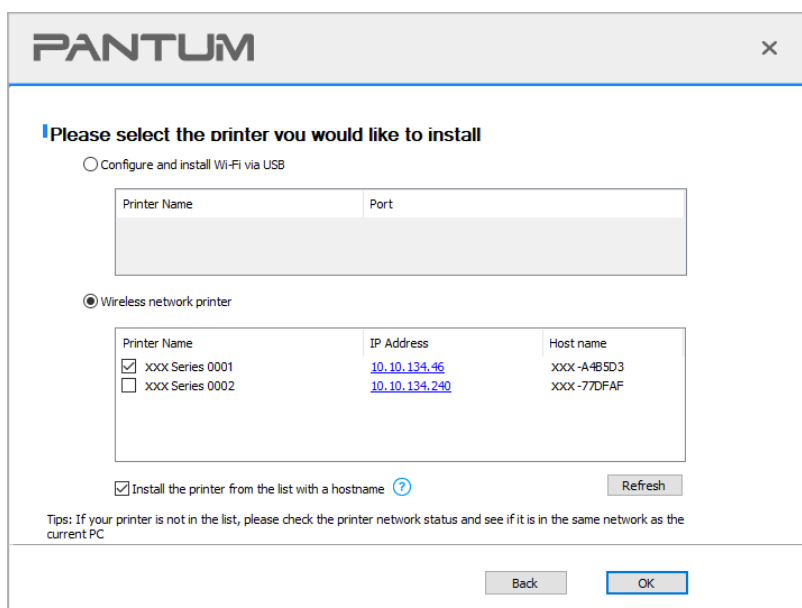 PANTUM
Please select the printer you would like to install
Configure and install Wi-Fi via USB
Printer Name Port
Wireless network printer
Printer Name IP Address Host name
XXX Series 0001 10.10.134.46 XXX-A4B5D3
XXX Series 0002 10.10.134.240 XXX-77DFAF
Install the printer from the list with a hostname ?
Refresh
Tips: If your printer is not in the list, please check the printer network status and see if it is in the same network as the
current PC
Back OK